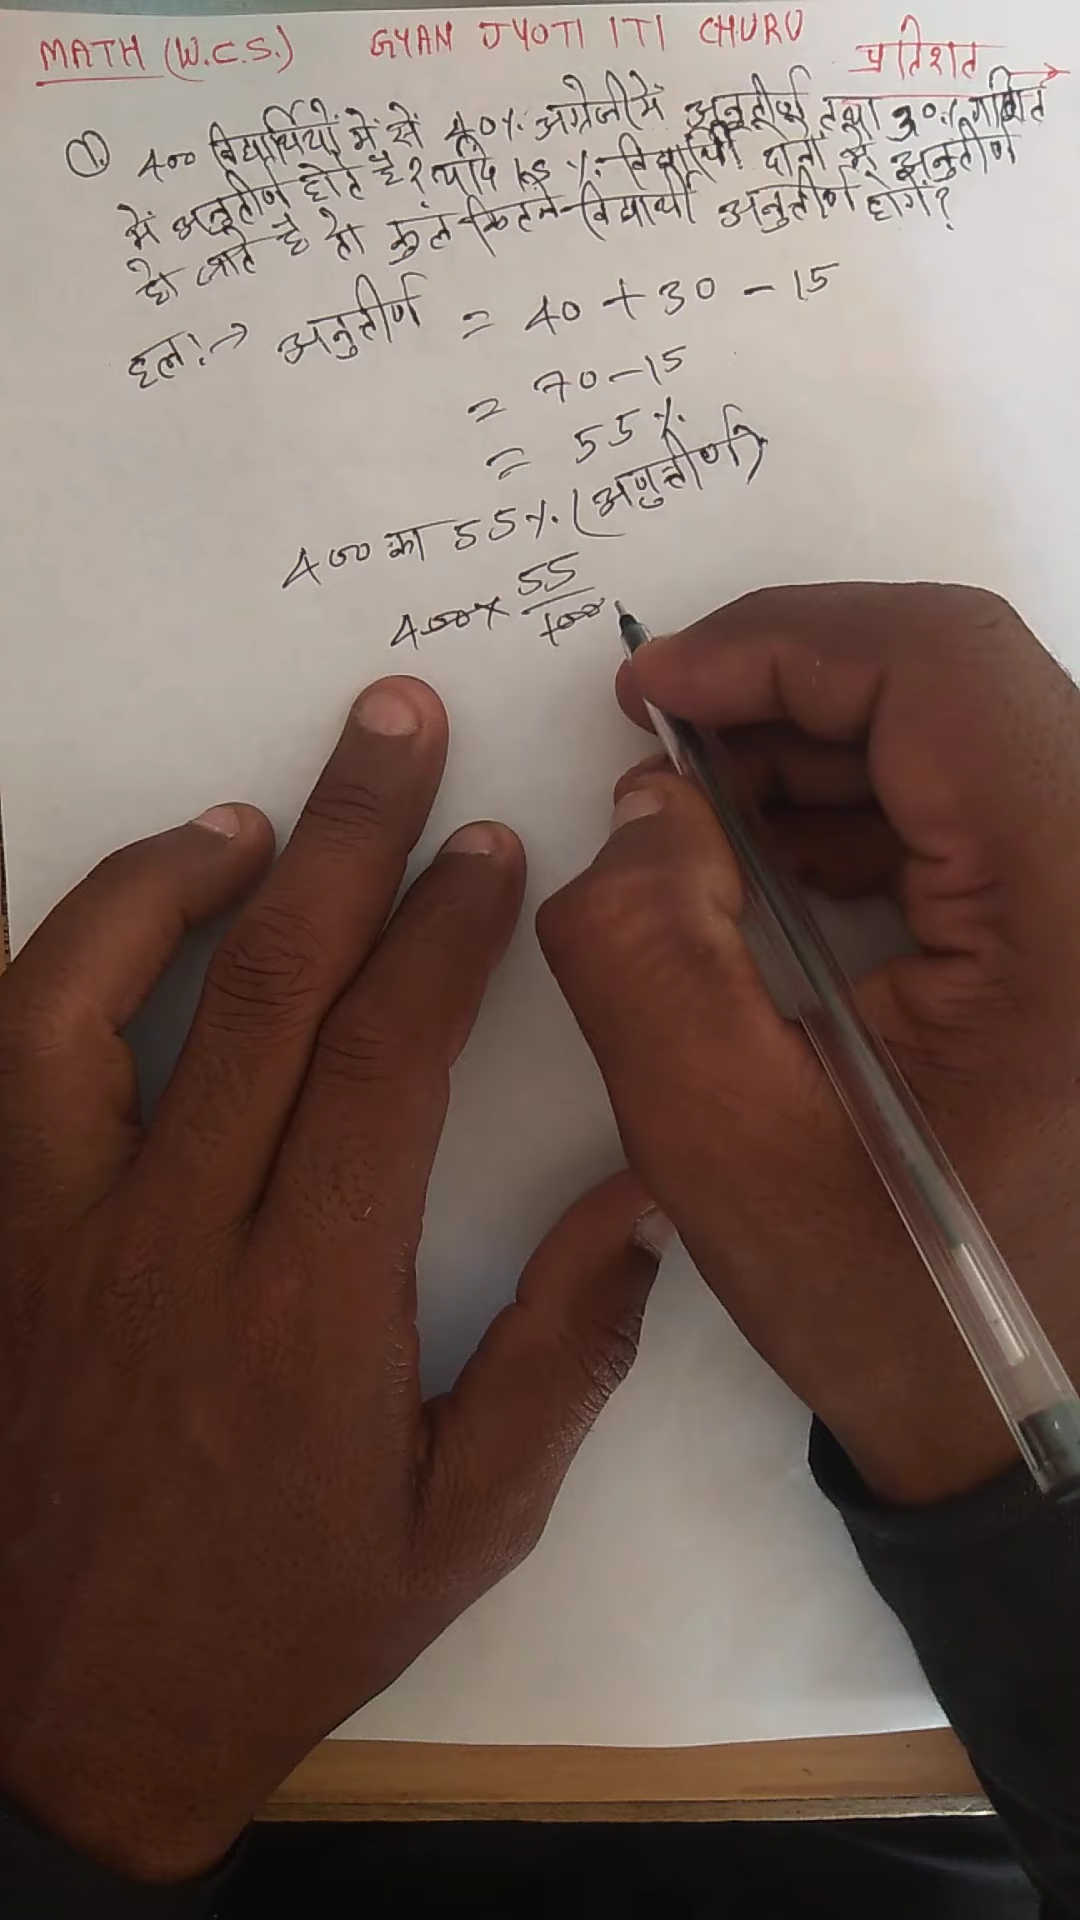 MATH (W.C.S.) GYAN JYOTI ITI CHURU प्रतिशत
①. 400 विद्यार्थियों में से 40% अंग्रेजी में अनुतीर्ण तथा 30% गणित
में अनुतीर्ण होते है? यदि 15 % विद्यार्थी दोनों में अनुतीर्ण
हो जाते है तो कुल कितने विद्यार्थी अनुतीर्ण होगें?
हल:→ अनुतीर्ण = 40 + 30 - 15
= 70 - 15
= 55%
400 का 55% (अणुत्तीर्ण)
400 × 55/100